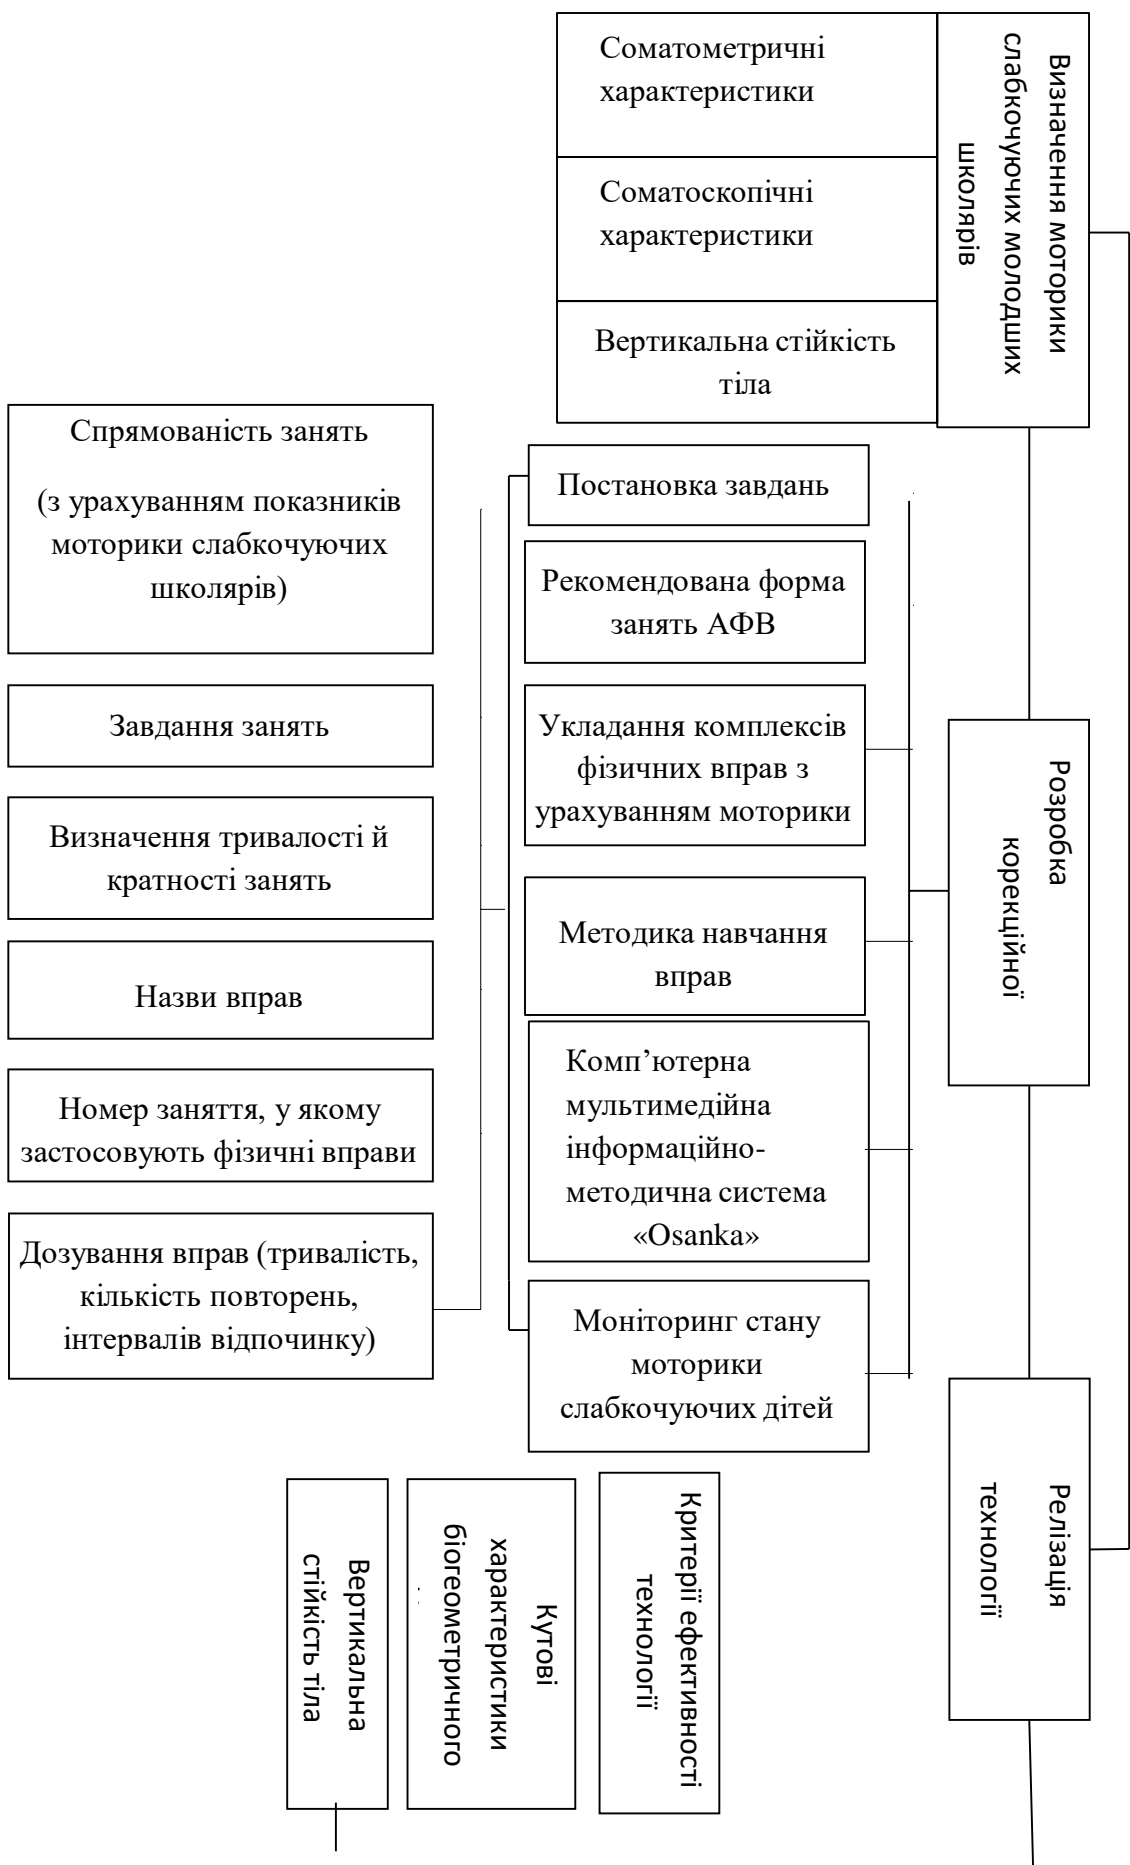 Соматометричні
характеристики
Соматоскопічні
характеристики
Вертикальна стійкість
тіла
Визначення моторики
слабкочуючих молодших
школярів
Спрямованість занять
(з урахуванням показників
моторики слабкочуючих
школярів)
Завдання занять
Визначення тривалості й
кратності занять
Назви вправ
Номер заняття, у якому
застосовують фізичні вправи
Дозування вправ (тривалість,
кількість повторень,
інтервалів відпочинку)
Постановка завдань
Рекомендована форма
занять АФВ
Укладання комплексів
фізичних вправ з
урахуванням моторики
Методика навчання
вправ
Комп’ютерна
мультимедійна
інформаційно-
методична система
«Osanka»
Моніторинг стану
моторики
слабкочуючих дітей
Розробка
корекційної
Релізація
технології
Критерії ефективності
технології
Кутові
характеристики
біогеометричного
Вертикальна
стійкість тіла